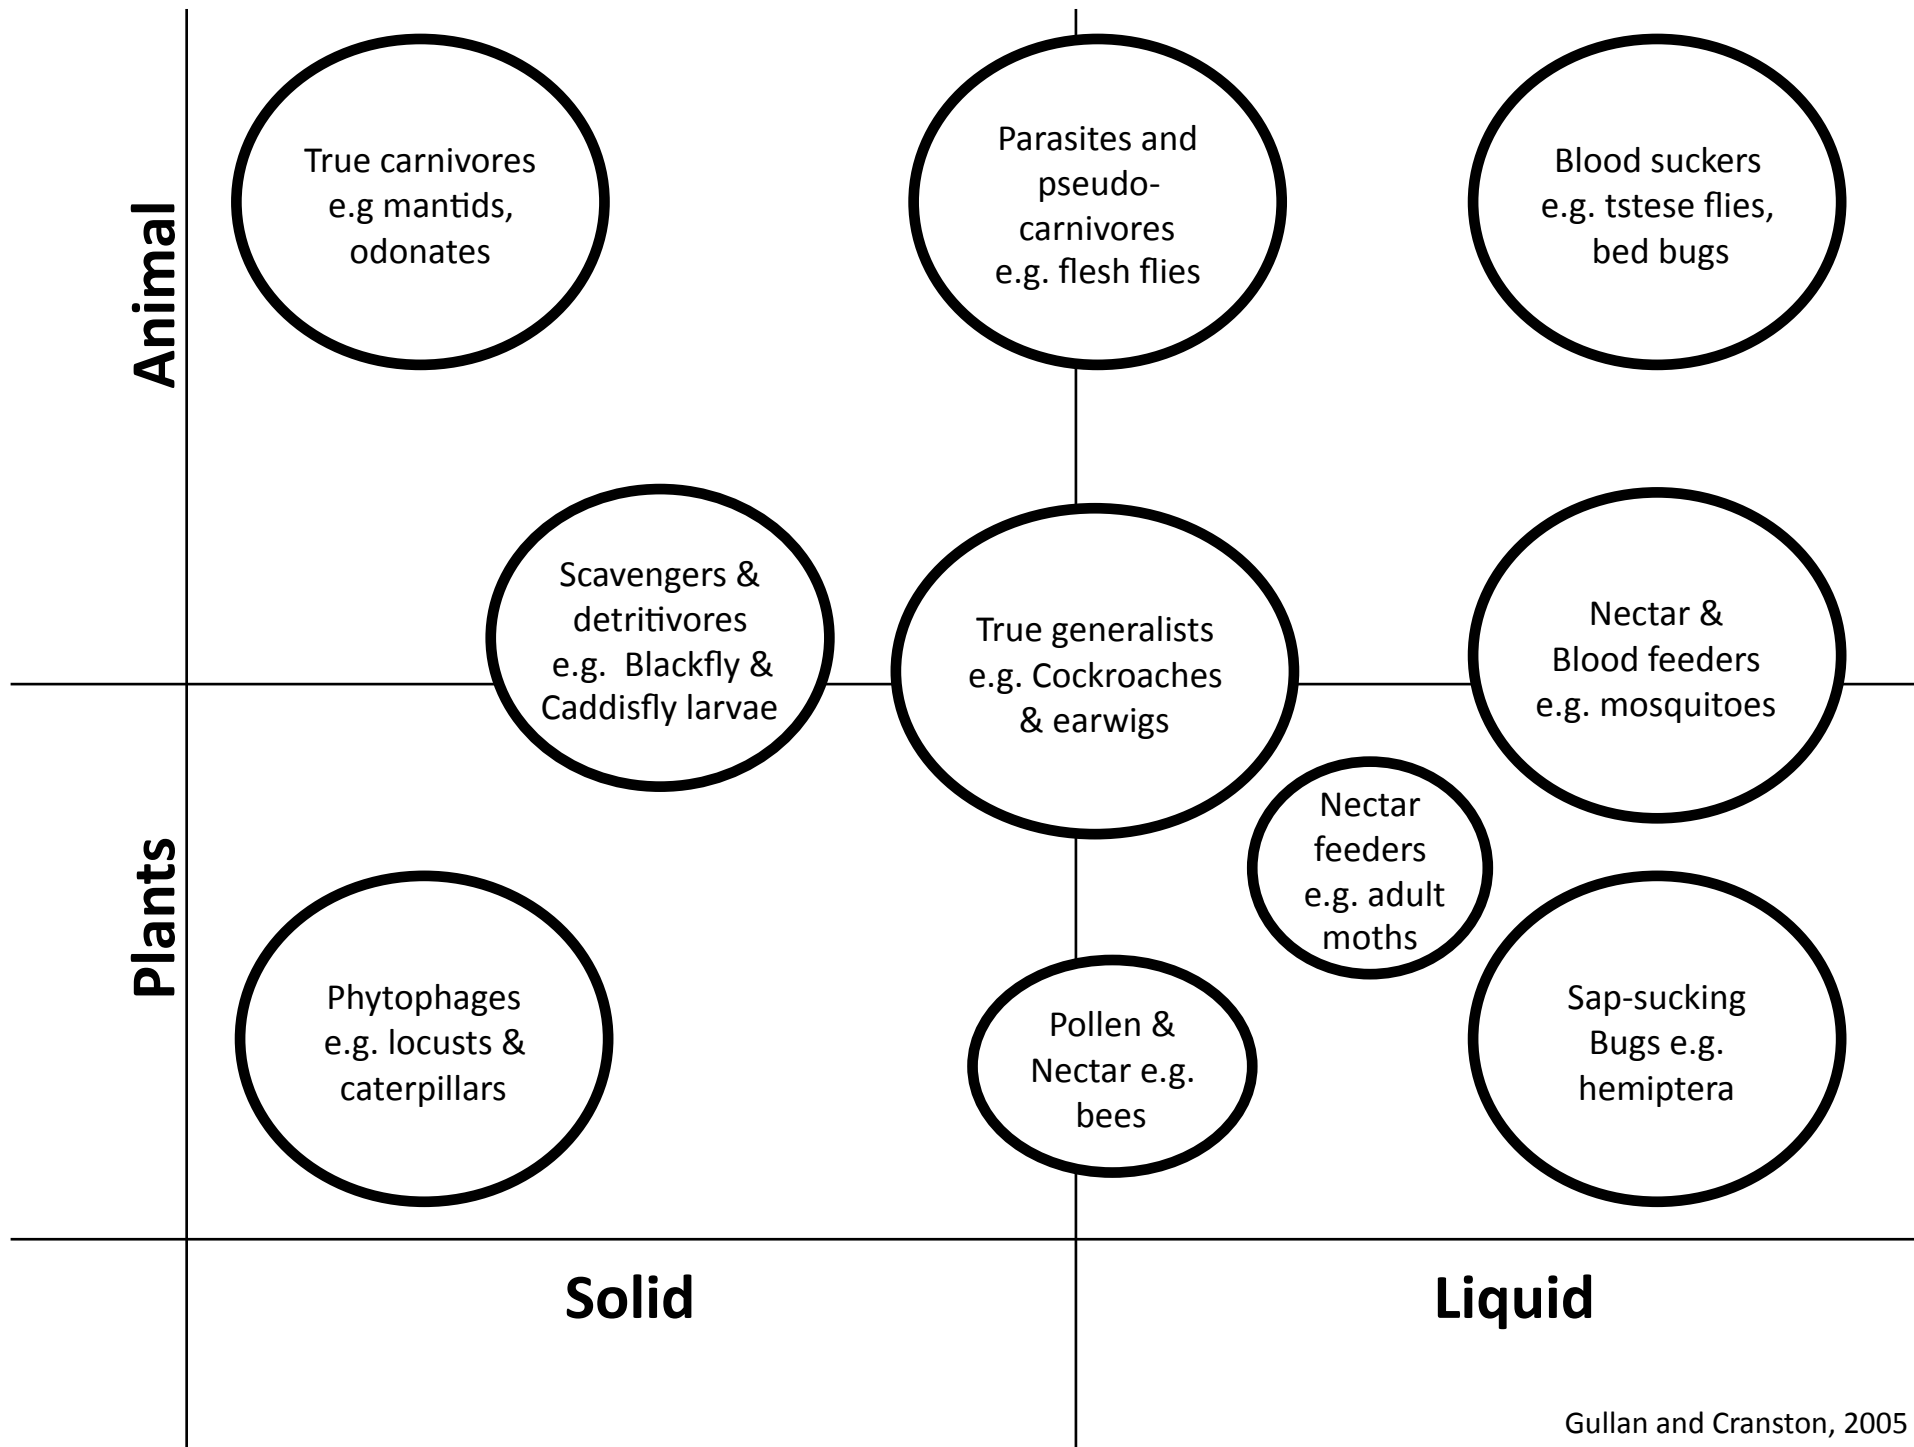 Animal
True carnivores
e.g mantids,
odonates
Parasites and
pseudo-
carnivores
e.g. flesh flies
Blood suckers
e.g. tstese flies,
bed bugs
Scavengers &
detritivores
e.g. Blackfly &
Caddisfly larvae
True generalists
e.g. Cockroaches
& earwigs
Nectar &
Blood feeders
e.g. mosquitoes
Plants
Nectar
feeders
e.g. adult
moths
Phytophages
e.g. locusts &
caterpillars
Pollen &
Nectar e.g.
bees
Sap-sucking
Bugs e.g.
hemiptera
Solid
Liquid
Gullan and Cranston, 2005